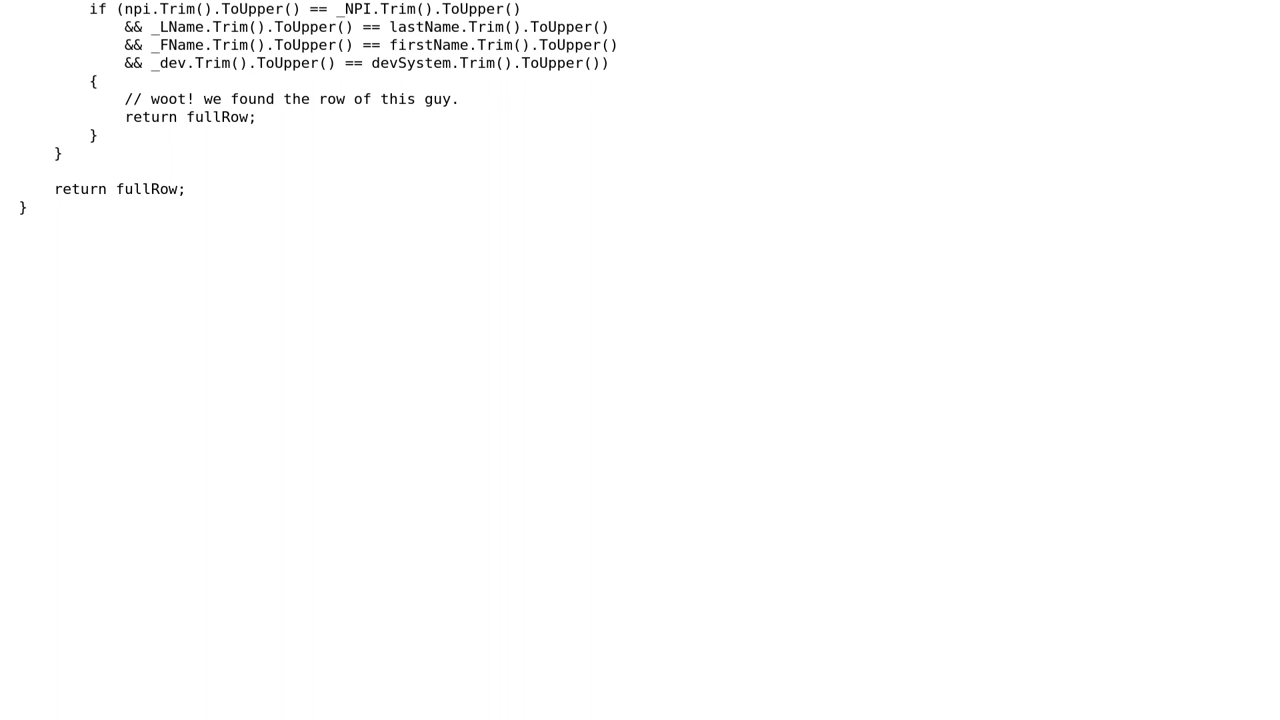 if (npi.Trim().ToUpper() == _NPI.Trim().ToUpper()
&& _LName.Trim().ToUpper() == lastName.Trim().ToUpper()
&& _FName.Trim().ToUpper() == firstName.Trim().ToUpper()
&& _dev.Trim().ToUpper() == devSystem.Trim().ToUpper())
{
// woot! we found the row of this guy.
return fullRow;
}
}
return fullRow;
}